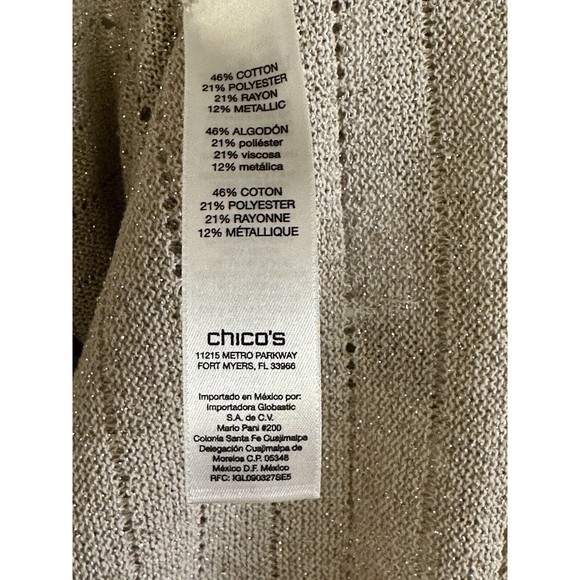 46% COTTON
21% POLYESTER
21% RAYON
12% METALLIC
46% ALGODÓN
21% poliéster
21% viscosa
12% metálica
46% COTON
21% POLYESTER
21% RAYONNE
12% MÉTALLIQUE
chico's
11215 METRO PARKWAY
FORT MYERS, FL 33966
Importado en México por:
Importadora Globastic
S.A. de C.V.
Mario Pani #200
Colonia Santa Fe Cuajimalpa
Delegación Cuajimalpa de
Morelos C.P. 05348
México D.F. México
RFC: IGL090327SE5